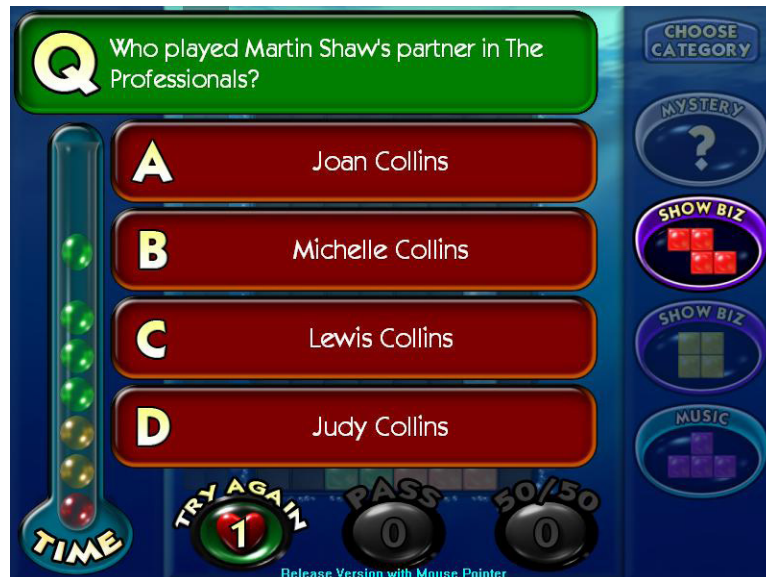 CHOOSE
CATEGORY
Q
Who played Martin Shaw's partner in The
Professionals?
MYSTERY
?
A
Joan Collins
SHOW BIZ
B
Michelle Collins
SHOW BIZ
C
Lewis Collins
MUSIC
D
Judy Collins
TIME
TRY AGAIN
1
PASS
0
50/50
0
Release Version with Mouse Pointer